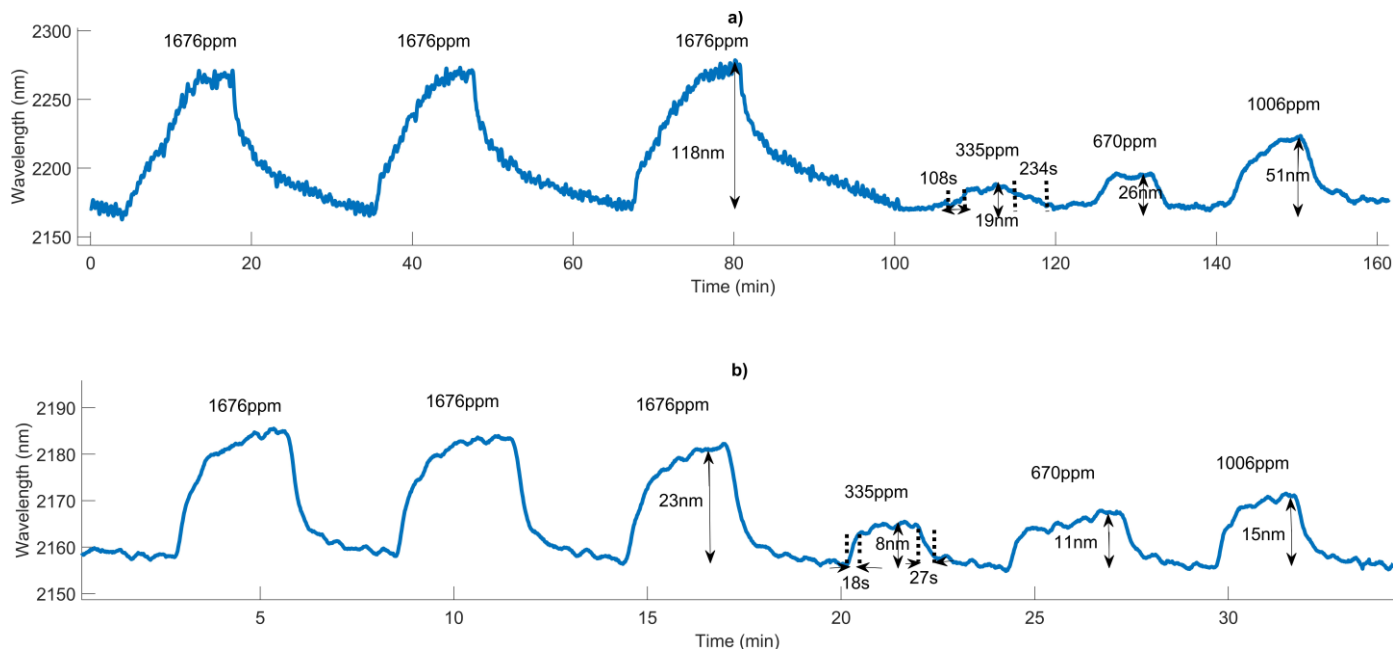 a)
1676ppm 1676ppm 1676ppm
1006ppm
670ppm
335ppm
108s 234s
118nm
19nm
26nm
51nm
Wavelength (nm)
2300
2250
2200
2150
0 20 40 60 80 100 120 140 160
Time (min)
b)
1676ppm 1676ppm 1676ppm
335ppm
670ppm
1006ppm
23nm
8nm
11nm
15nm
18s 27s
Wavelength (nm)
2190
2180
2170
2160
2150
5 10 15 20 25 30
Time (min)